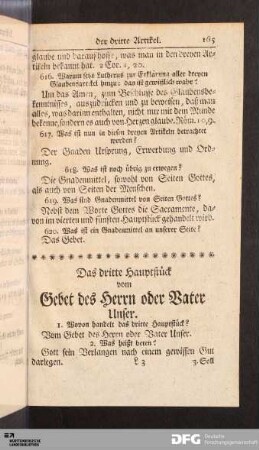 der dritte Artikel. 165
glaube und darauf hoffe, was man in den dreyen Ar-
tikeln bekannt hat. 2 Cor. 1, 20.
616. Warum setzt Lutherus zur Erklärung aller dreyen
Glaubensartickel hinzu: das ist gewißlich wahr?
Um das Amen, zum Beschlusse des Glaubensbe-
kenntnisses, auszudrücken und zu beweisen, daß man
alles, was darinn enthalten, nicht nur mit dem Munde
bekenne, sondern es auch von Herzen glaube. Röm. 10, 9.
617. Was ist nun in diesen dreyen Artikeln betrachtet
worden?
Der Gnaden Ursprung, Erwerbung und Ord-
nung.
618. Was ist noch übrig zu erwegen?
Die Gnadenmittel, sowohl von Seiten Gottes,
als auch von Seiten der Menschen.
619. Was sind Gnadenmittel von Seiten Gottes?
Nebst dem Worte Gottes die Sacramente, da-
von im vierten und fünften Hauptstück gehandelt wird.
620. Was ist ein Gnadenmittel an unserer Seite?
Das Gebet.
Das dritte Hauptstück
vom
Gebet des Herrn oder Vater
Unser.
1. Wovon handelt das dritte Hauptstück?
Vom Gebet des Herrn oder Vater Unser.
2. Was heißt beten?
Gott sein Verlangen nach einem gewissen Gut
darlegen. L 3 3. Soll
DFG Deutsche
Forschungsgemeinschaft